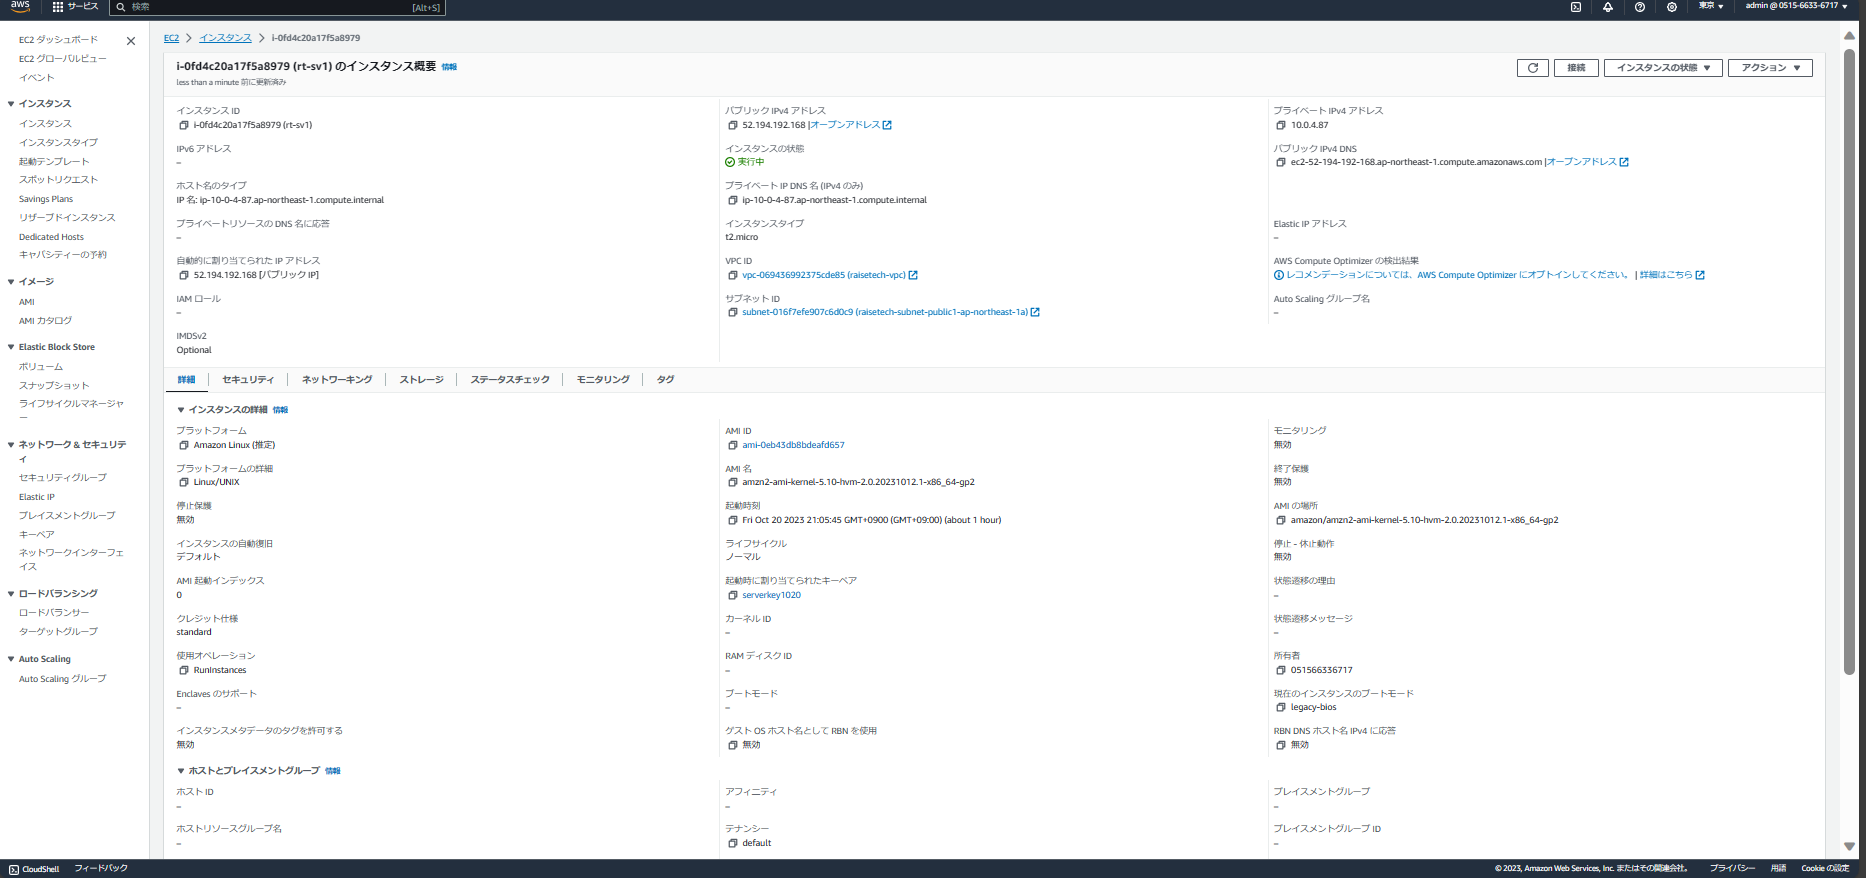 aws
サービス
検索
[Alt+S]
東京 ▼
admin @ 0515-6633-6717 ▼
EC2 ダッシュボード
EC2 グローバルビュー
イベント
▼ インスタンス
インスタンス
インスタンスタイプ
起動テンプレート
スポットリクエスト
Savings Plans
リザーブドインスタンス
Dedicated Hosts
キャパシティーの予約
▼ イメージ
AMI
AMI カタログ
▼ Elastic Block Store
ボリューム
スナップショット
ライフサイクルマネージャ
ー
▼ ネットワーク & セキュリテ
ィ
セキュリティグループ
Elastic IP
プレイスメントグループ
キーペア
ネットワークインターフェ
イス
▼ ロードバランシング
ロードバランサー
ターゲットグループ
▼ Auto Scaling
Auto Scaling グループ
EC2 > インスタンス > i-0fd4c20a17f5a8979
i-0fd4c20a17f5a8979 (rt-sv1) のインスタンス概要 情報
less than a minute 前に更新済み
接続
インスタンスの状態 ▼
アクション ▼
インスタンス ID
i-0fd4c20a17f5a8979 (rt-sv1)
パブリック IPv4 アドレス
52.194.192.168 |オープンアドレス
プライベート IPv4 アドレス
10.0.4.87
IPv6 アドレス
–
インスタンスの状態
実行中
パブリック IPv4 DNS
ec2-52-194-192-168.ap-northeast-1.compute.amazonaws.com |オープンアドレス
ホスト名のタイプ
IP 名: ip-10-0-4-87.ap-northeast-1.compute.internal
プライベート IP DNS 名 (IPv4 のみ)
ip-10-0-4-87.ap-northeast-1.compute.internal
プライベートリソースの DNS 名に応答
–
インスタンスタイプ
t2.micro
Elastic IP アドレス
–
自動的に割り当てられた IP アドレス
52.194.192.168 [パブリック IP]
VPC ID
vpc-069436992375cde85 (raisetech-vpc)
AWS Compute Optimizer の検出結果
レコメンデーションについては、AWS Compute Optimizer にオプトインしてください。 | 詳細はこちら
IAM ロール
–
サブネット ID
subnet-016f7efe907c6d0c9 (raisetech-subnet-public1-ap-northeast-1a)
Auto Scaling グループ名
–
IMDSv2
Optional
詳細
セキュリティ
ネットワーキング
ストレージ
ステータスチェック
モニタリング
タグ
▼ インスタンスの詳細 情報
プラットフォーム
Amazon Linux (推定)
AMI ID
ami-0eb43db8bdeafd657
モニタリング
無効
プラットフォームの詳細
Linux/UNIX
AMI 名
amzn2-ami-kernel-5.10-hvm-2.0.20231012.1-x86_64-gp2
終了保護
無効
停止保護
無効
起動時刻
Fri Oct 20 2023 21:05:45 GMT+0900 (GMT+09:00) (about 1 hour)
AMI の場所
amazon/amzn2-ami-kernel-5.10-hvm-2.0.20231012.1-x86_64-gp2
インスタンスの自動復旧
デフォルト
ライフサイクル
ノーマル
停止 - 休止動作
無効
AMI 起動インデックス
0
起動時に割り当てられたキーペア
serverkey1020
状態遷移の理由
–
クレジット仕様
standard
カーネル ID
–
状態遷移メッセージ
–
使用オペレーション
RunInstances
RAM ディスク ID
–
所有者
051566336717
Enclaves のサポート
–
ブートモード
–
現在のインスタンスのブートモード
legacy-bios
インスタンスメタデータのタグを許可する
無効
ゲスト OS ホスト名として RBN を使用
無効
RBN DNS ホスト名 IPv4 に応答
無効
▼ ホストとプレイスメントグループ 情報
ホスト ID
–
アフィニティ
–
プレイスメントグループ
–
ホストリソースグループ名
–
テナンシー
default
プレイスメントグループ ID
–
CloudShell
フィードバック
© 2023, Amazon Web Services, Inc. またはその関連会社。
プライバシー
用語
Cookie の設定